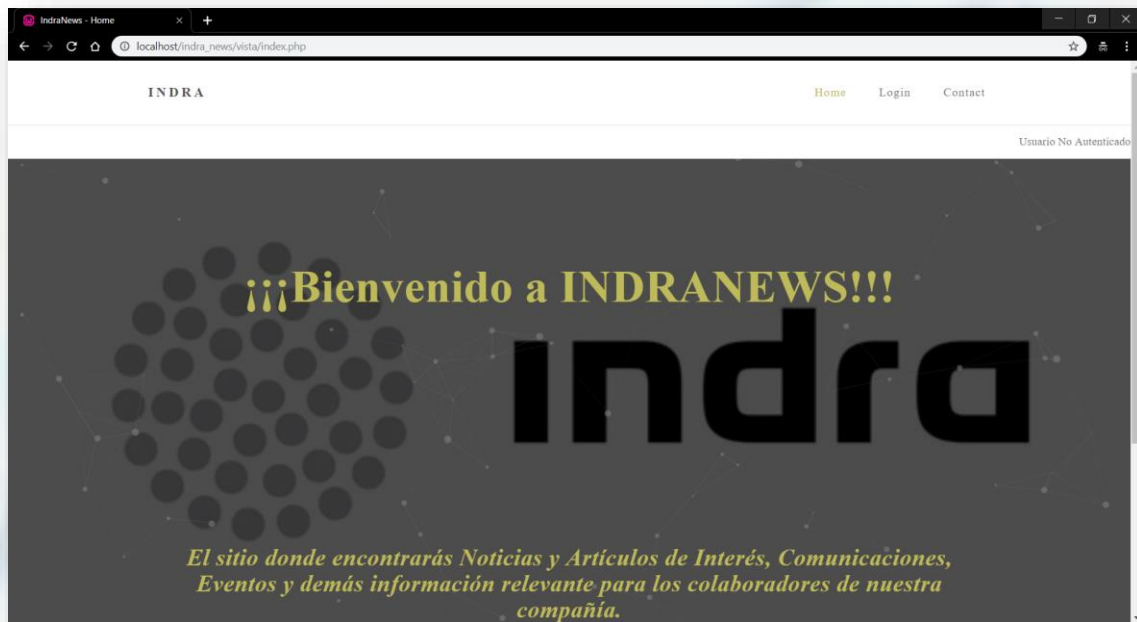 IndraNews - Home
localhost/indra_news/vista/index.php
INDRA
Home Login Contact
Usuario No Autenticado
¡¡¡Bienvenido a INDRANEWS!!!
indra
El sitio donde encontrarás Noticias y Artículos de Interés, Comunicaciones,
Eventos y demás información relevante para los colaboradores de nuestra
compañía.